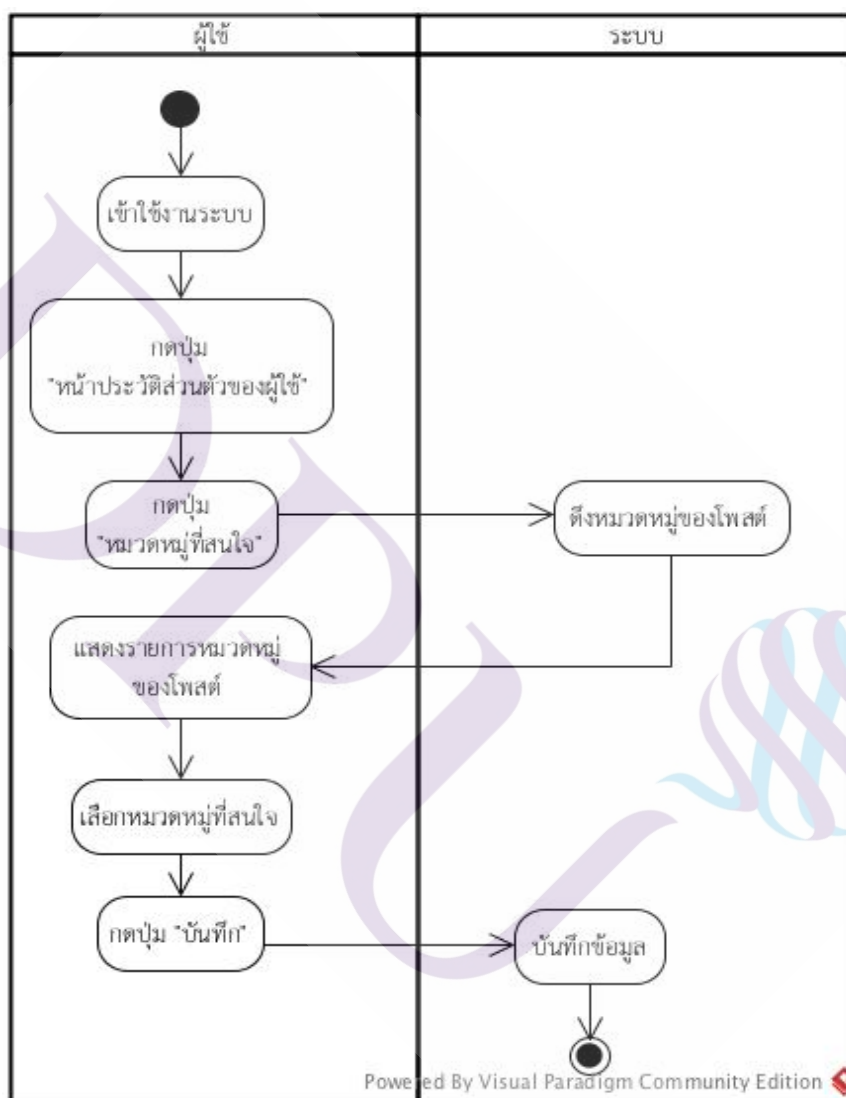 ผู้ใช้
ระบบ
เข้าใช้งานระบบ
กดปุ่ม
"หน้าประวัติส่วนตัวของผู้ใช้"
กดปุ่ม
"หมวดหมู่ที่สนใจ"
ดึงหมวดหมู่ของโพสต์
แสดงรายการหมวดหมู่
ของโพสต์
เลือกหมวดหมู่ที่สนใจ
กดปุ่ม "บันทึก"
บันทึกข้อมูล
Powered By Visual Paradigm Community Edition
DPU